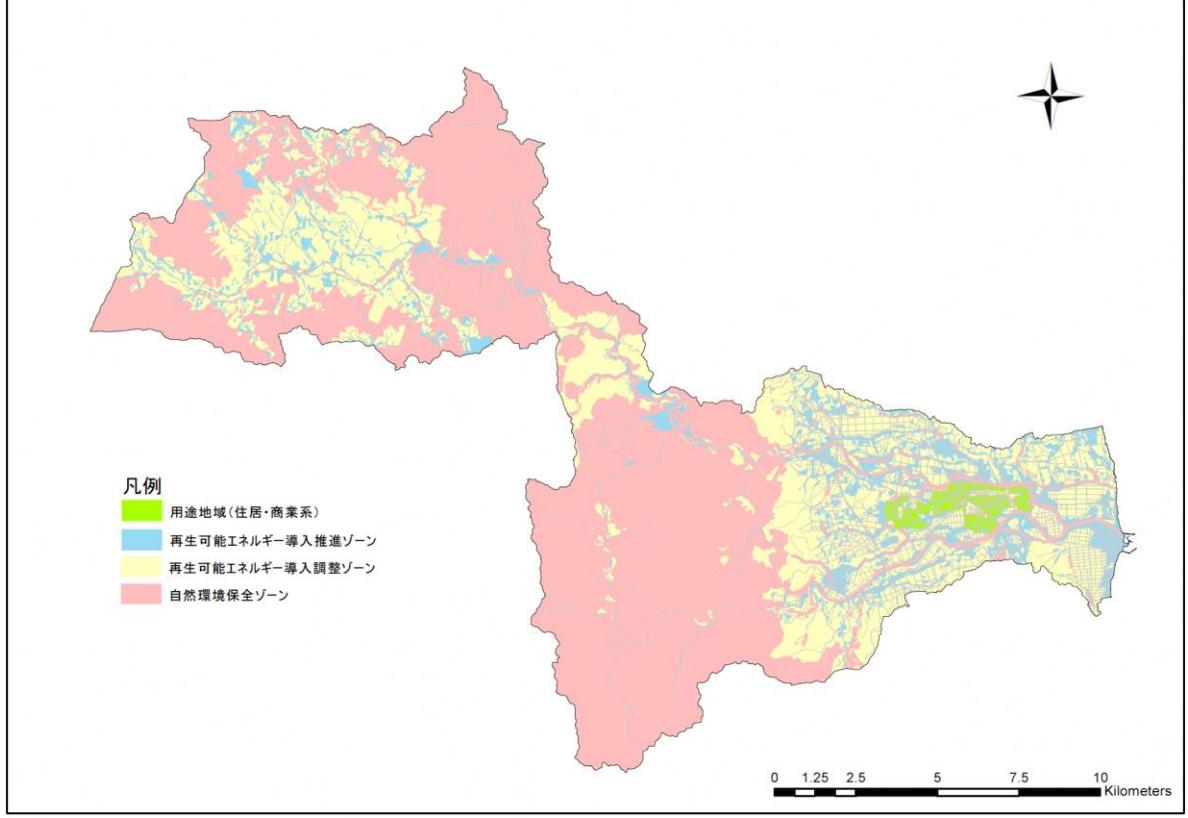 凡例
用途地域(住居・商業系)
再生可能エネルギー導入推進ゾーン
再生可能エネルギー導入調整ゾーン
自然環境保全ゾーン
0 1.25 2.5 5 7.5 10
Kilometers